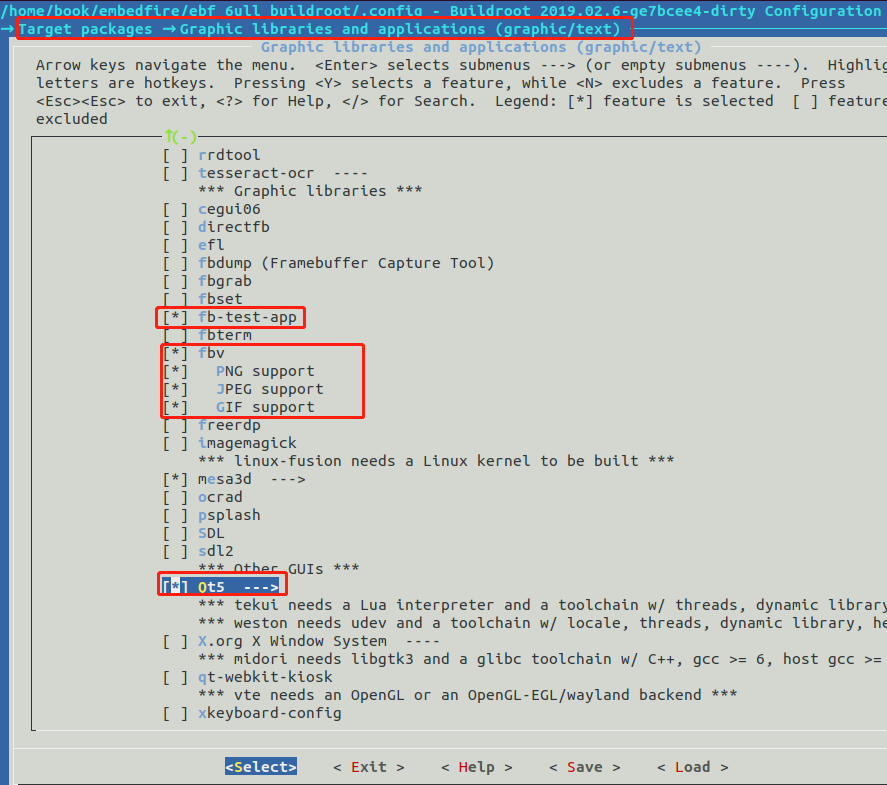 /home/book/embedfire/ebf_6ull_buildroot/.config - Buildroot 2019.02.6-ge7bcee4-dirty Configuration
→Target packages →Graphic libraries and applications (graphic/text)
Graphic libraries and applications (graphic/text)
Arrow keys navigate the menu.  <Enter> selects submenus ---> (or empty submenus ----).  Highlig
letters are hotkeys.  Pressing <Y> selects a feature, while <N> excludes a feature.  Press
<Esc><Esc> to exit, <?> for Help, </> for Search.  Legend: [*] feature is selected  [ ] feature
excluded
↑(-)
[ ] rrdtool
[ ] tesseract-ocr  ----
*** Graphic libraries ***
[ ] cegui06
[ ] directfb
[ ] efl
[ ] fbdump (Framebuffer Capture Tool)
[ ] fbgrab
[ ] fbset
[*] fb-test-app
[ ] fbterm
[*] fbv
[*]   PNG support
[*]   JPEG support
[*]   GIF support
[ ] freerdp
[ ] imagemagick
*** linux-fusion needs a Linux kernel to be built ***
[*] mesa3d  --->
[ ] ocrad
[ ] psplash
[ ] SDL
[ ] sdl2
*** Other GUIs ***
[*] Qt5  --->
*** tekui needs a Lua interpreter and a toolchain w/ threads, dynamic library
*** weston needs udev and a toolchain w/ locale, threads, dynamic library, he
[ ] X.org X Window System  ----
*** midori needs libgtk3 and a glibc toolchain w/ C++, gcc >= 6, host gcc >=
[ ] qt-webkit-kiosk
*** vte needs an OpenGL or an OpenGL-EGL/wayland backend ***
[ ] xkeyboard-config
<Select>    < Exit >    < Help >    < Save >    < Load >